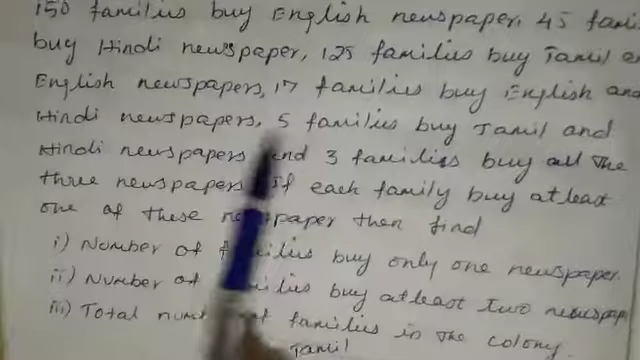 150 families buy English newspaper, 45 fami
buy Hindi newspaper, 125 families buy Tamil
English newspapers, 17 families buy English and
Hindi newspapers, 5 families buy Tamil and
Hindi newspapers and 3 families buy all the
three newspapers. If each family buy atleast
one of these newspaper then find
i) Number of families buy only one newspaper.
ii) Number of families buy atleast two newspap
iii) Total number of families in the colony
Tamil